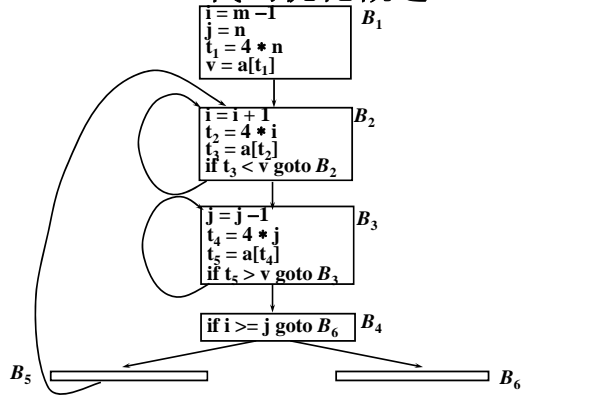 i = m −1
B₁
j = n
t₁ = 4 * n
v = a[t₁]
i = i + 1
B₂
t₂ = 4 * i
t₃ = a[t₂]
if t₃ < v goto B₂
j = j −1
B₃
t₄ = 4 * j
t₅ = a[t₄]
if t₅ > v goto B₃
if i >= j goto B₆
B₄
B₅
B₆